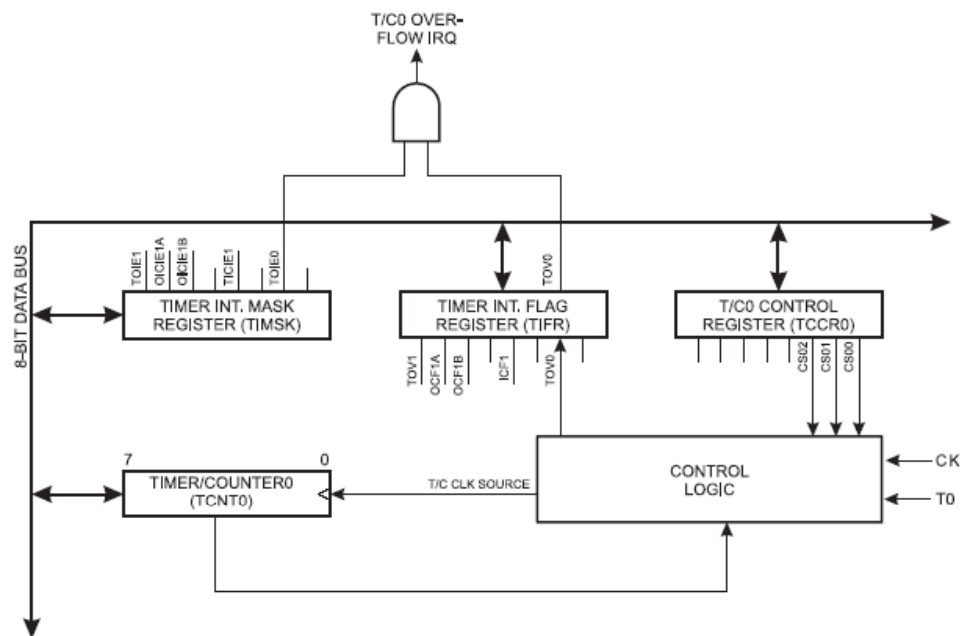 T/C0 OVER-
FLOW IRQ
8-BIT DATA BUS
TOIE1
OICIE1A
OICIE1B
TICIE1
TOIE0
TOV0
TIMER INT. MASK
REGISTER (TIMSK)
TIMER INT. FLAG
REGISTER (TIFR)
T/C0 CONTROL
REGISTER (TCCR0)
TOV1
OCF1A
OCF1B
ICF1
TOV0
CS02
CS01
CS00
7 0
TIMER/COUNTER0
(TCNT0)
T/C CLK SOURCE
CONTROL
LOGIC
CK
T0